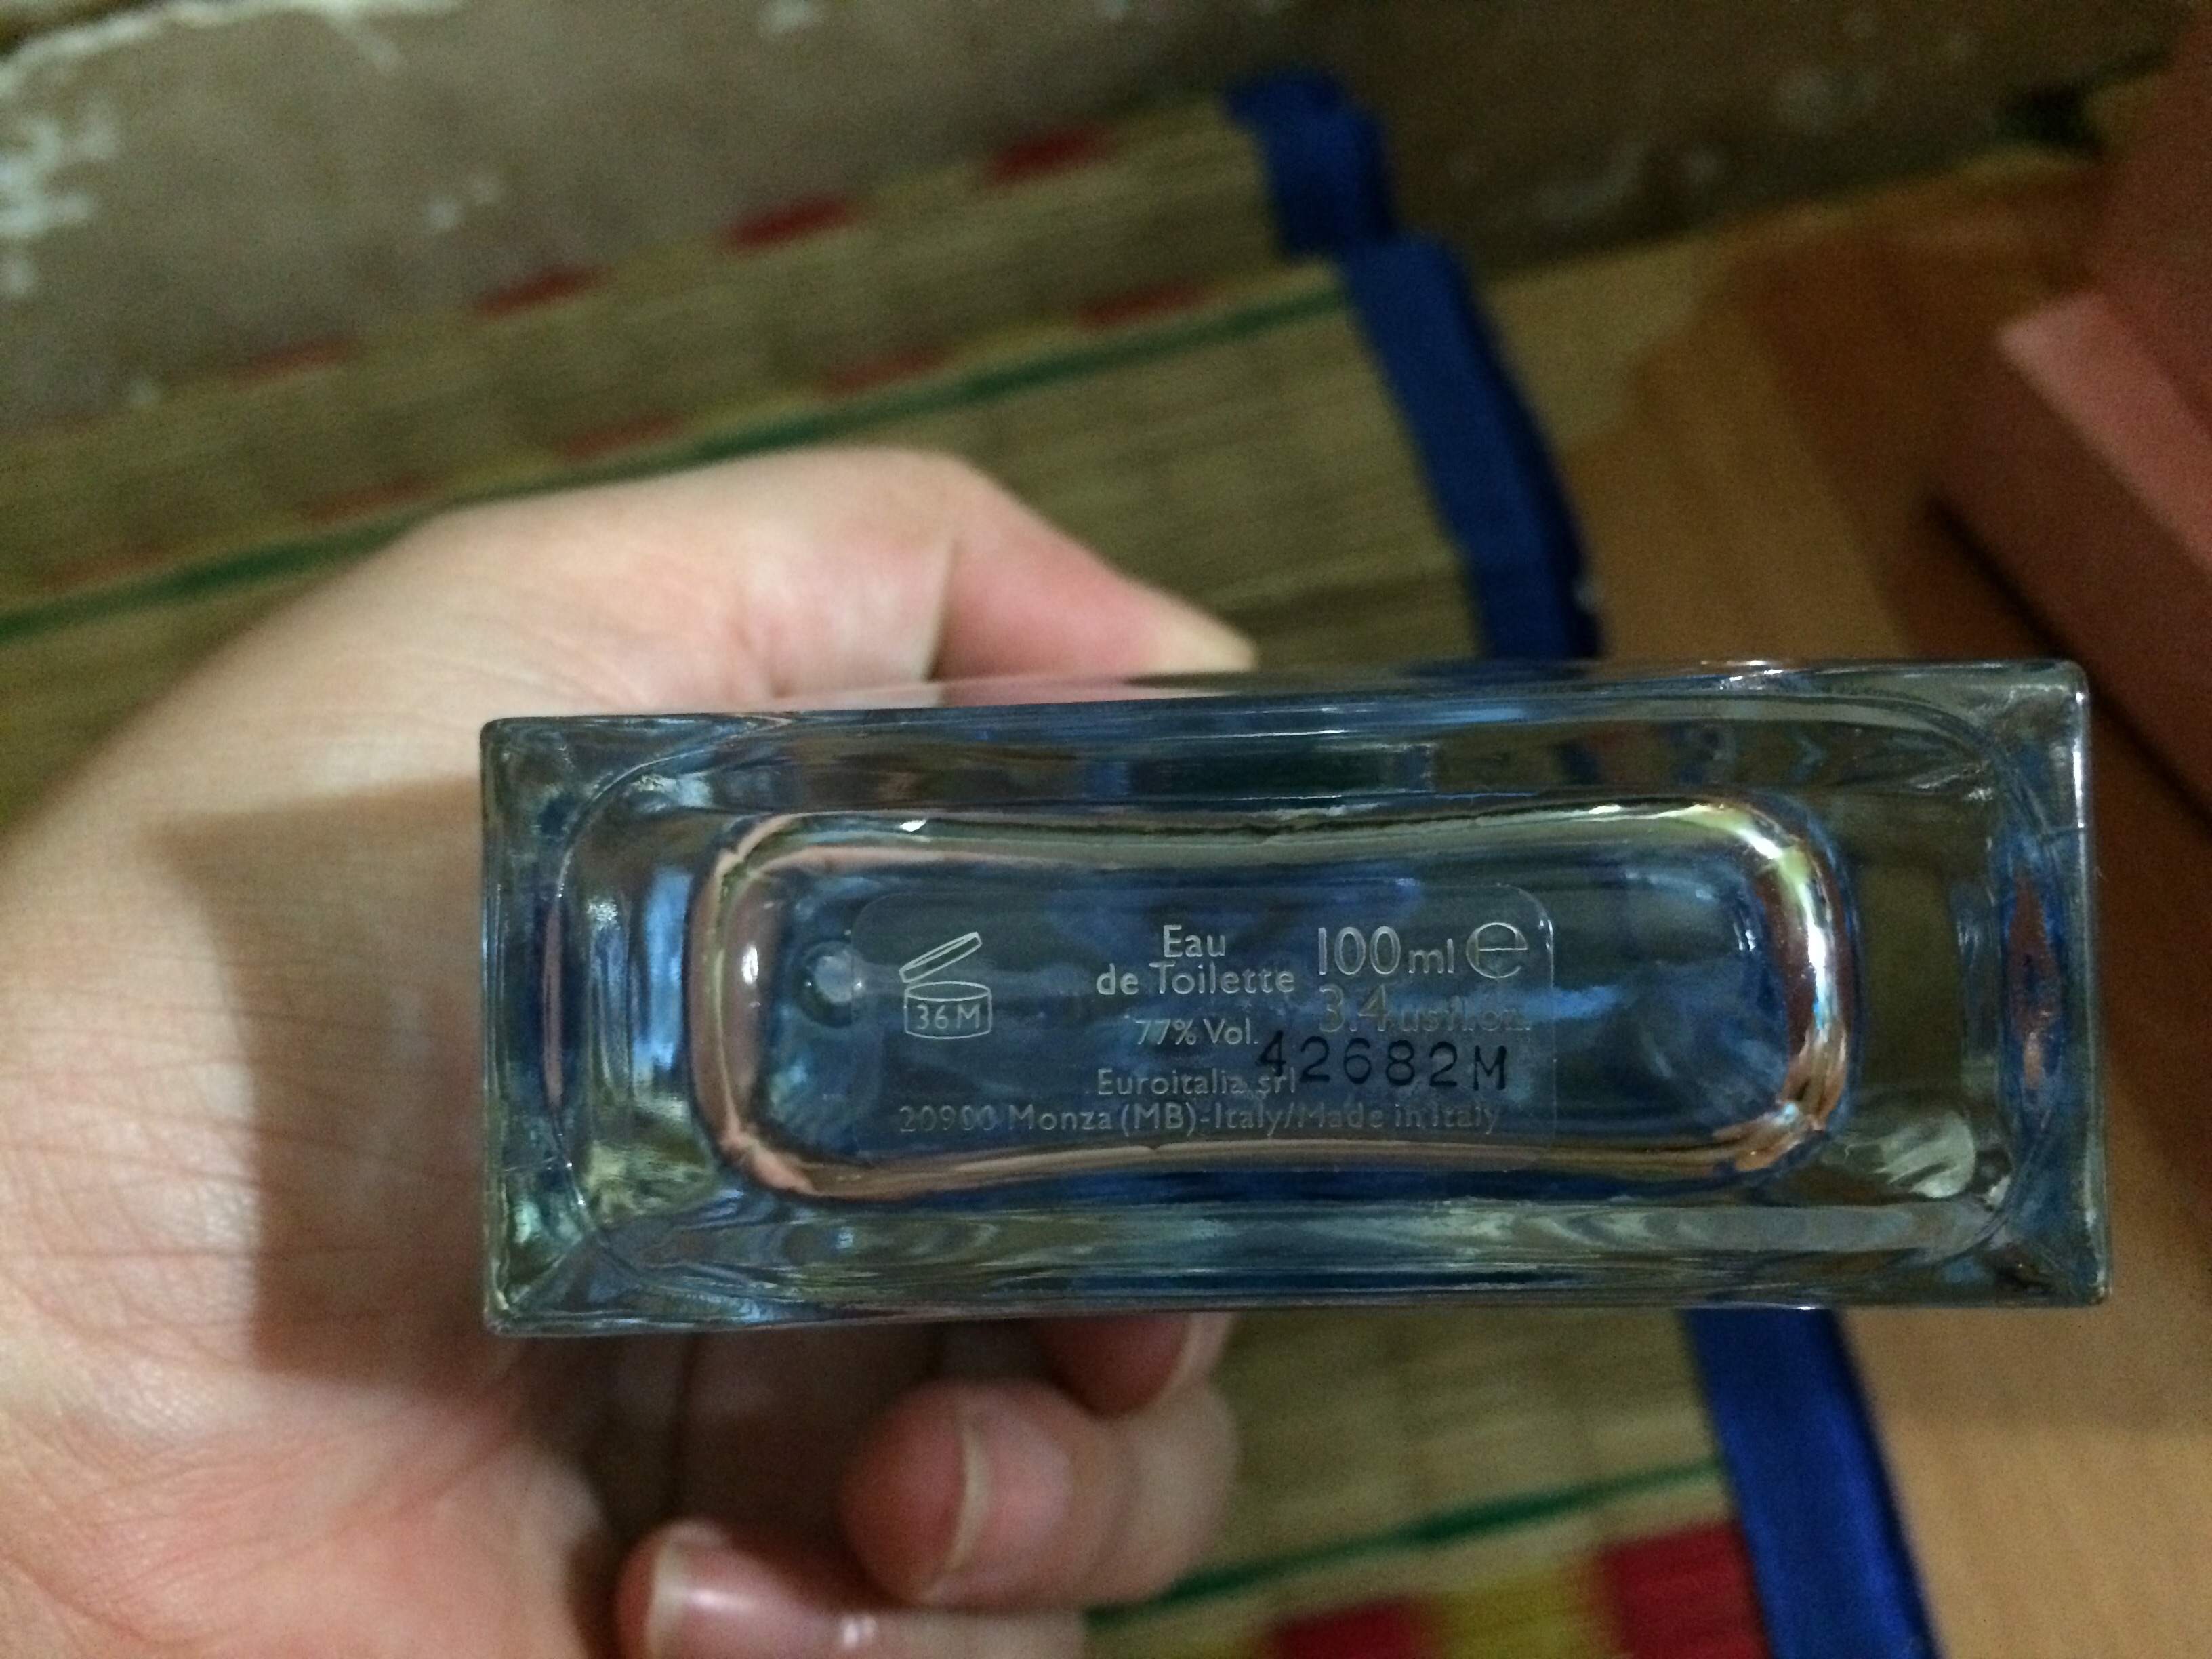 36M
Eau
de Toilette
77% Vol.
100ml e
3.4 us fl.oz.
42682M
Euroitalia srl
20900 Monza (MB)-Italy/Made in Italy